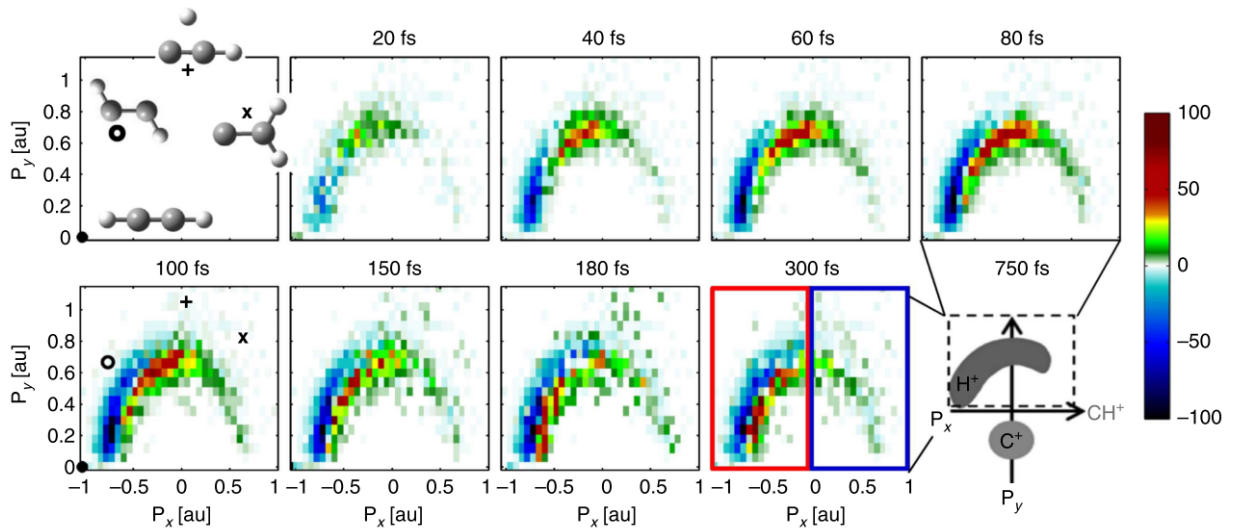 20 fs
40 fs
60 fs
80 fs
P_y [au]
1
0.8
0.6
0.4
0.2
0
+
x
o
100
50
0
−50
−100
100 fs
150 fs
180 fs
300 fs
750 fs
P_y [au]
1
0.8
0.6
0.4
0.2
0
+
o
x
−1 −0.5 0 0.5 1
−1 −0.5 0 0.5 1
−1 −0.5 0 0.5 1
−1 −0.5 0 0.5 1
P_x [au]
P_x [au]
P_x [au]
P_x [au]
H⁺
P_x
CH⁺
C⁺
P_y